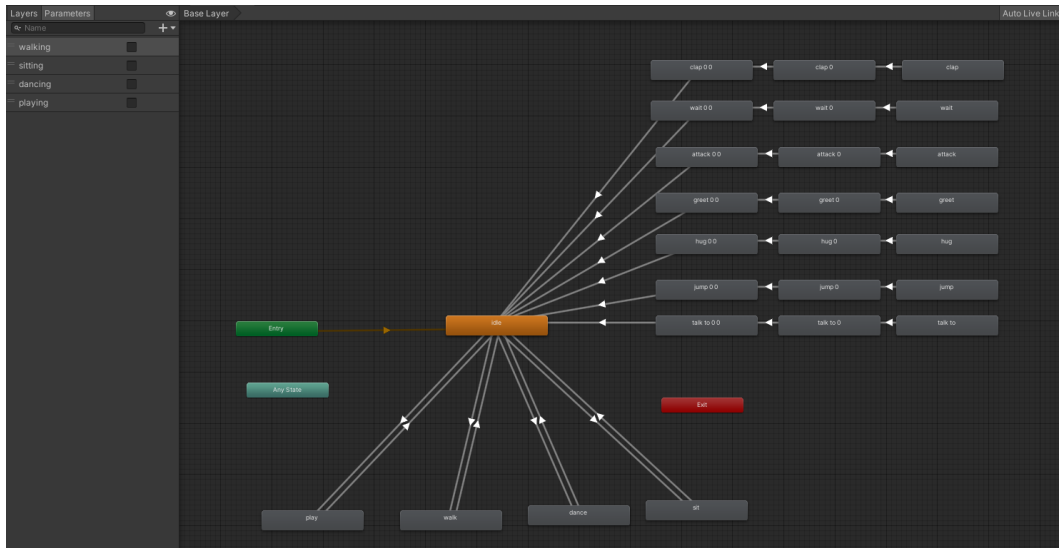 Layers Parameters
Base Layer
Auto Live Link
Name
walking
sitting
dancing
playing
clap 0 0
clap 0
clap
wait 0 0
wait 0
wait
attack 0 0
attack 0
attack
greet 0 0
greet 0
greet
hug 0 0
hug 0
hug
jump 0 0
jump 0
jump
talk to 0 0
talk to 0
talk to
Idle
Entry
Any State
Exit
play
walk
dance
sit